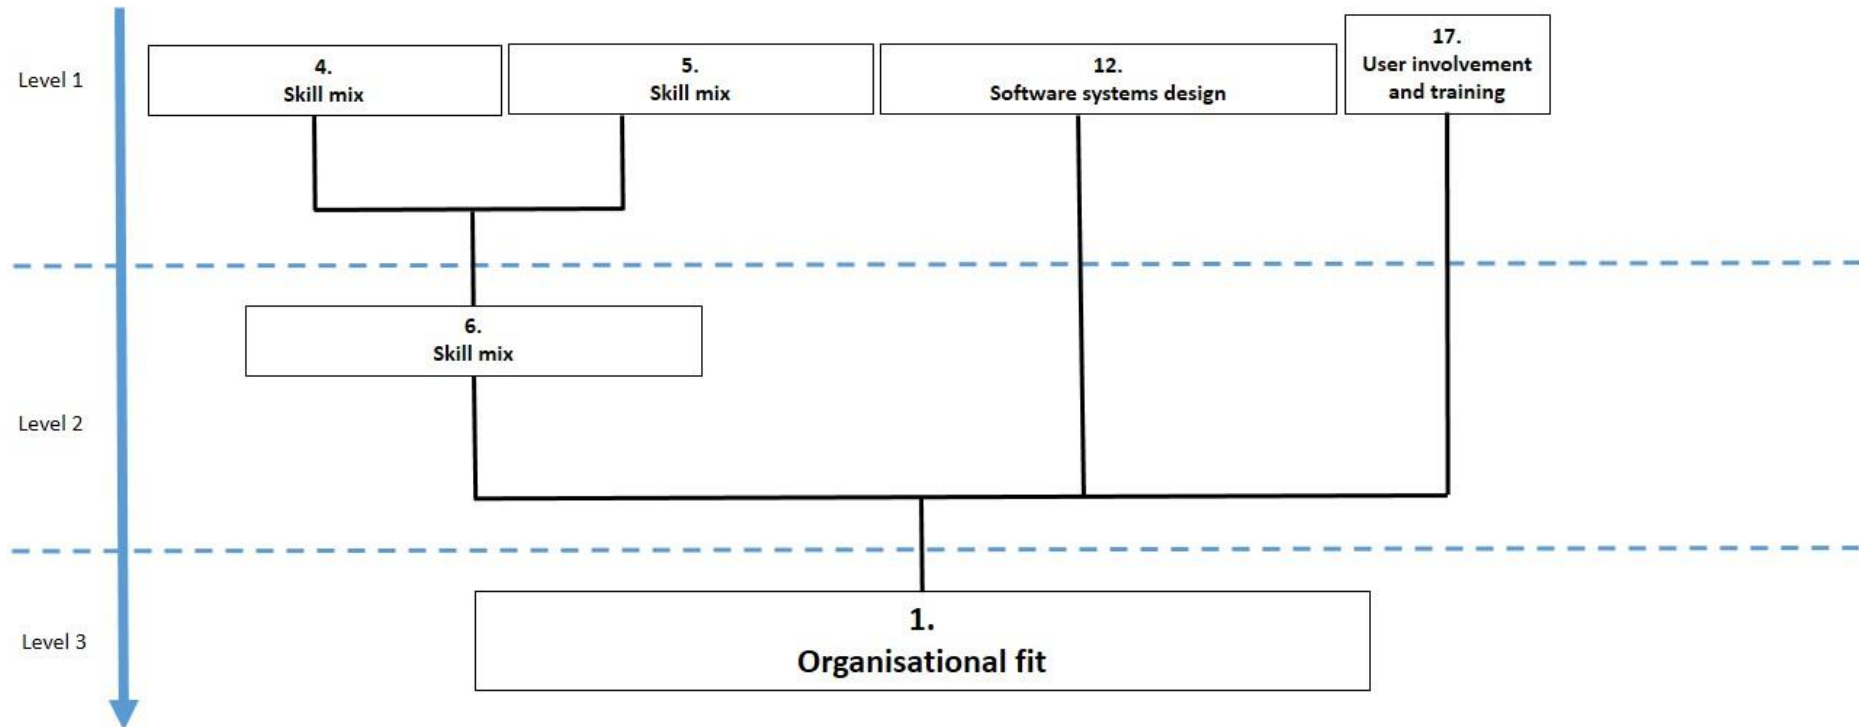 Level 1
4.
Skill mix
5.
Skill mix
12.
Software systems design
17.
User involvement
and training
6.
Skill mix
Level 2
Level 3
1.
Organisational fit